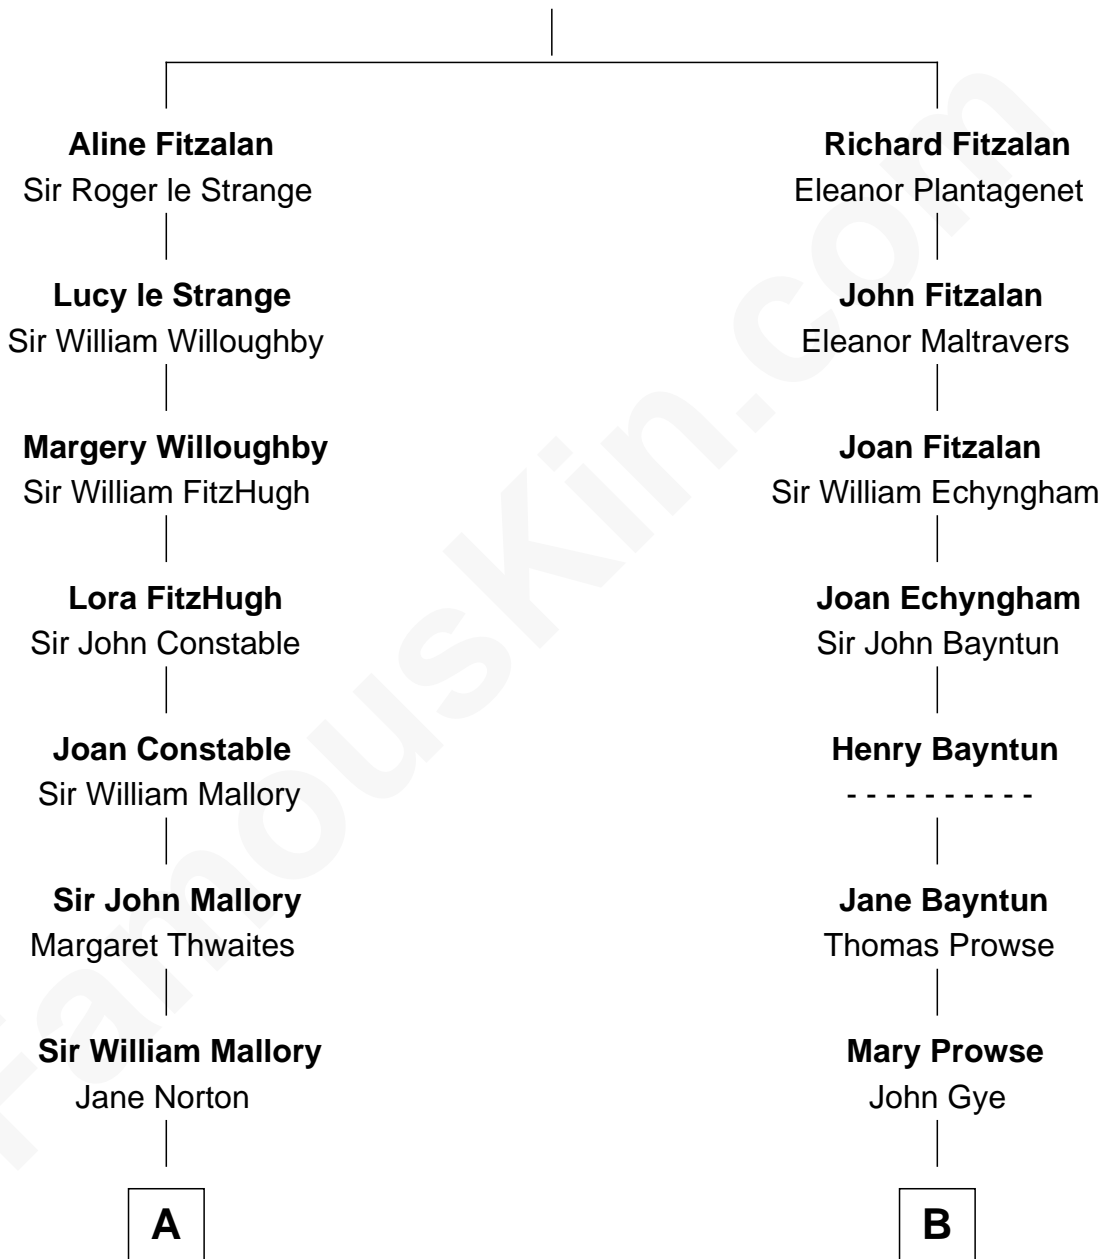 Aline Fitzalan
Sir Roger le Strange
Lucy le Strange
Sir William Willoughby
Margery Willoughby
Sir William FitzHugh
Lora FitzHugh
Sir John Constable
Joan Constable
Sir William Mallory
Sir John Mallory
Margaret Thwaites
Sir William Mallory
Jane Norton
A
Richard Fitzalan
Eleanor Plantagenet
John Fitzalan
Eleanor Maltravers
Joan Fitzalan
Sir William Echyngham
Joan Echyngham
Sir John Bayntun
Henry Bayntun
- - - - - - - - - -
Jane Bayntun
Thomas Prowse
Mary Prowse
John Gye
B
FamousKin.com